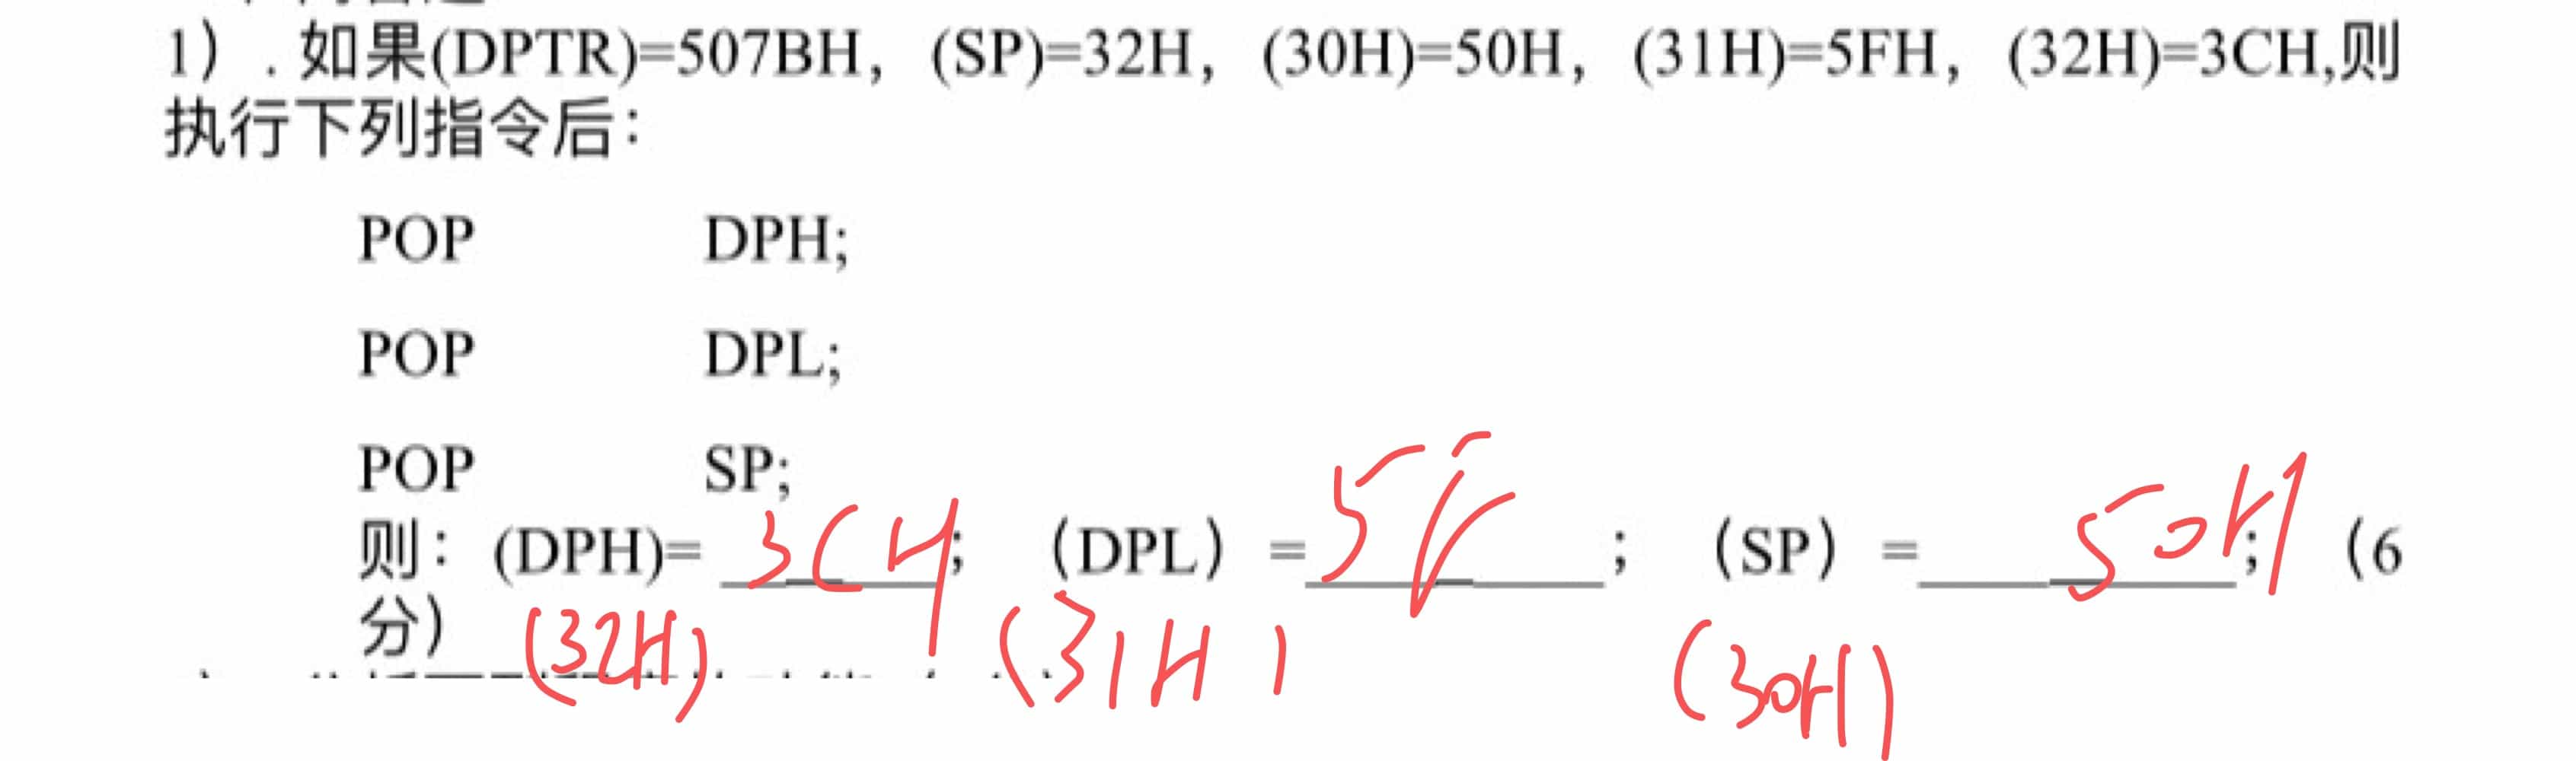 1）. 如果(DPTR)=507BH，(SP)=32H，(30H)=50H，(31H)=5FH，(32H)=3CH,则
执行下列指令后：
POP DPH;
POP DPL;
POP SP;
则：(DPH)= 3CH; （DPL）=5F ；（SP）= 50H;（6
分）
(32H) (31H) (30H)